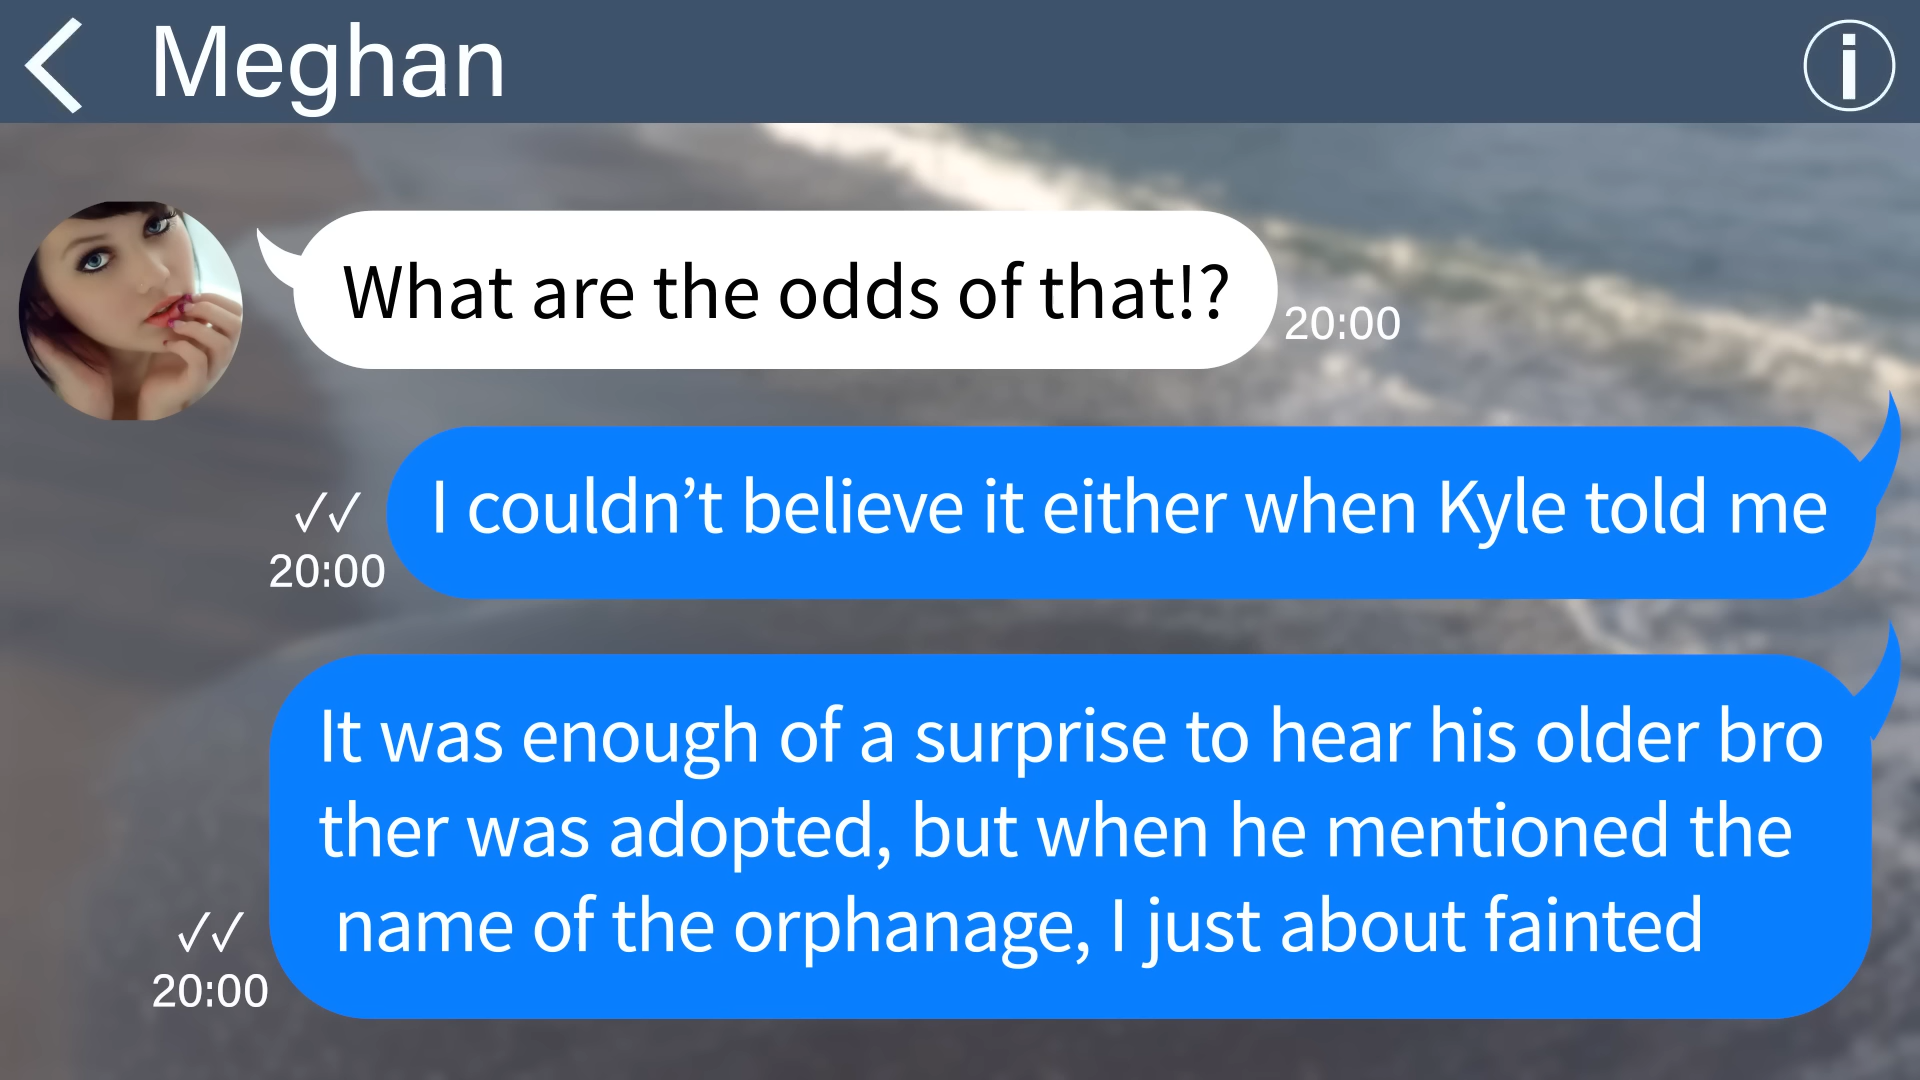 Meghan
What are the odds of that!?
20:00
I couldn’t believe it either when Kyle told me
✓✓
20:00
It was enough of a surprise to hear his older bro
ther was adopted, but when he mentioned the
name of the orphanage, I just about fainted
✓✓
20:00